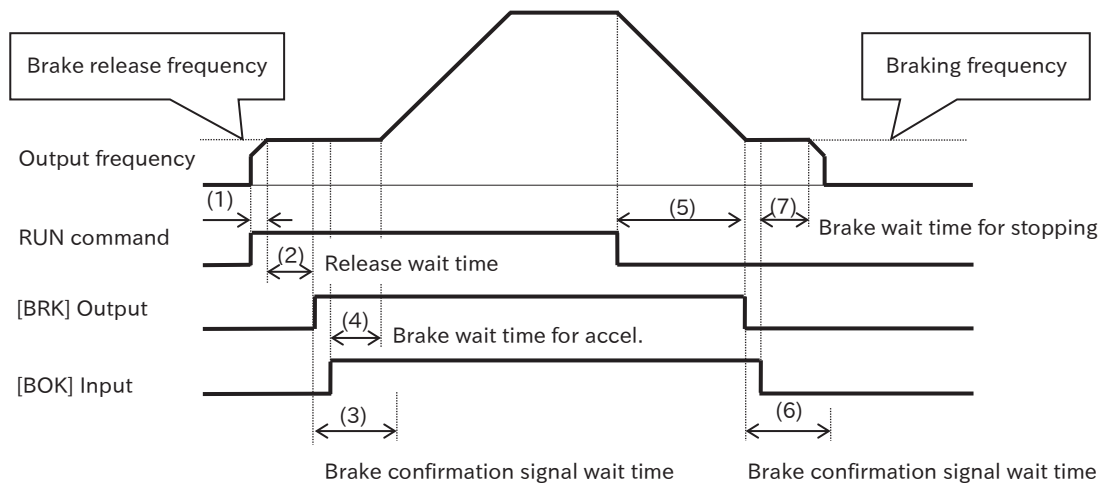 Brake release frequency
Braking frequency
Output frequency
(1)
(5)
(7)
Brake wait time for stopping
RUN command
(2)
Release wait time
[BRK] Output
(4)
Brake wait time for accel.
[BOK] Input
(3)
(6)
Brake confirmation signal wait time
Brake confirmation signal wait time